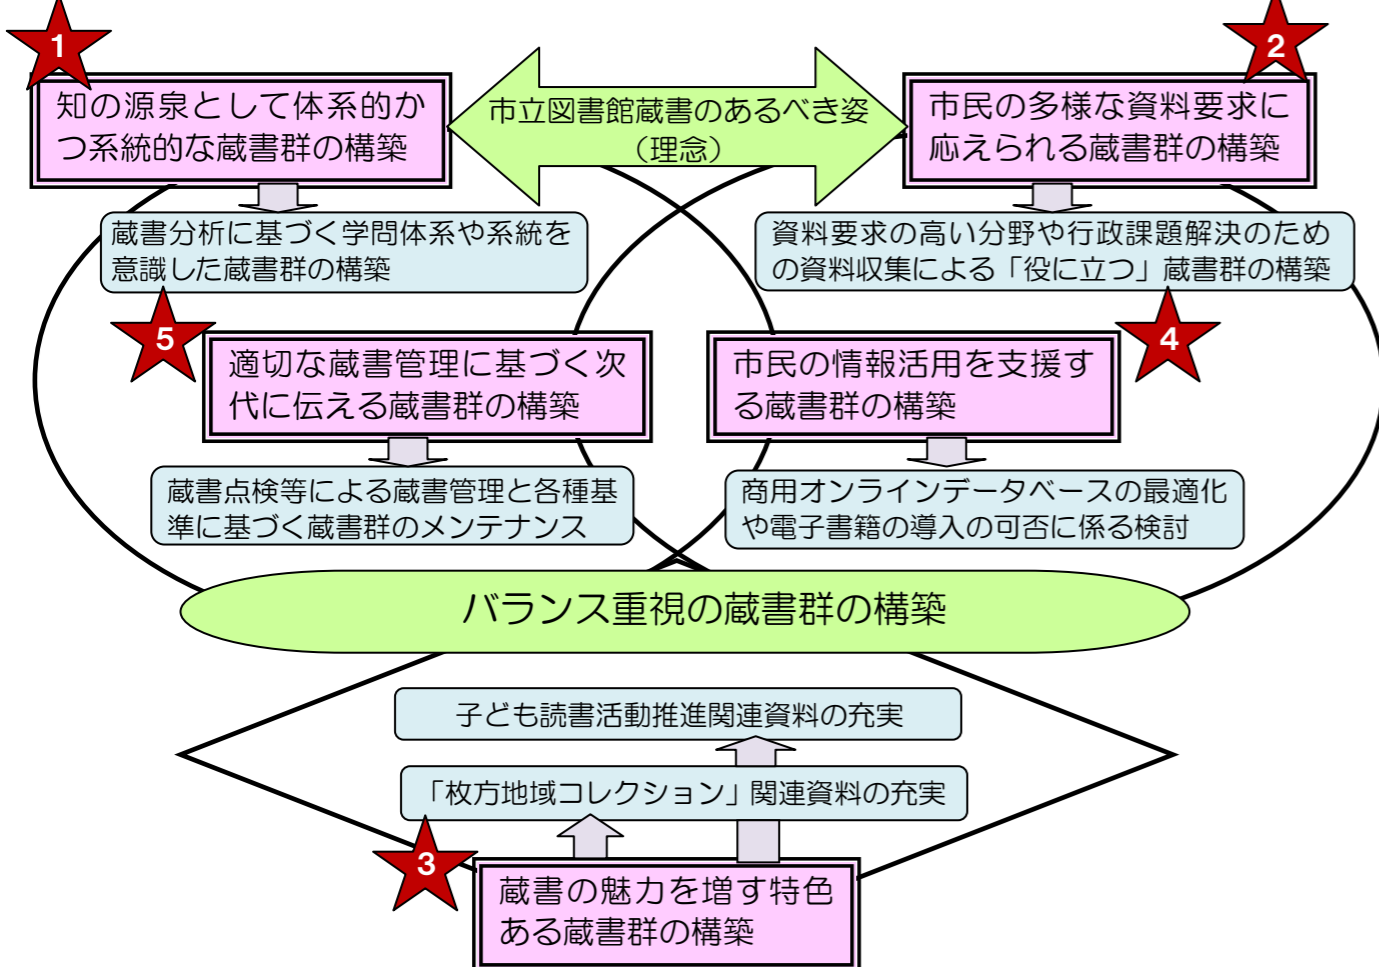 1
知の源泉として体系的か
つ系統的な蔵書群の構築
市立図書館蔵書のあるべき姿
（理念）
2
市民の多様な資料要求に
応えられる蔵書群の構築
蔵書分析に基づく学問体系や系統を
意識した蔵書群の構築
資料要求の高い分野や行政課題解決のため
の資料収集による「役に立つ」蔵書群の構築
5
適切な蔵書管理に基づく次
代に伝える蔵書群の構築
4
市民の情報活用を支援す
る蔵書群の構築
蔵書点検等による蔵書管理と各種基
準に基づく蔵書群のメンテナンス
商用オンラインデータベースの最適化
や電子書籍の導入の可否に係る検討
バランス重視の蔵書群の構築
子ども読書活動推進関連資料の充実
「枚方地域コレクション」関連資料の充実
3
蔵書の魅力を増す特色
ある蔵書群の構築